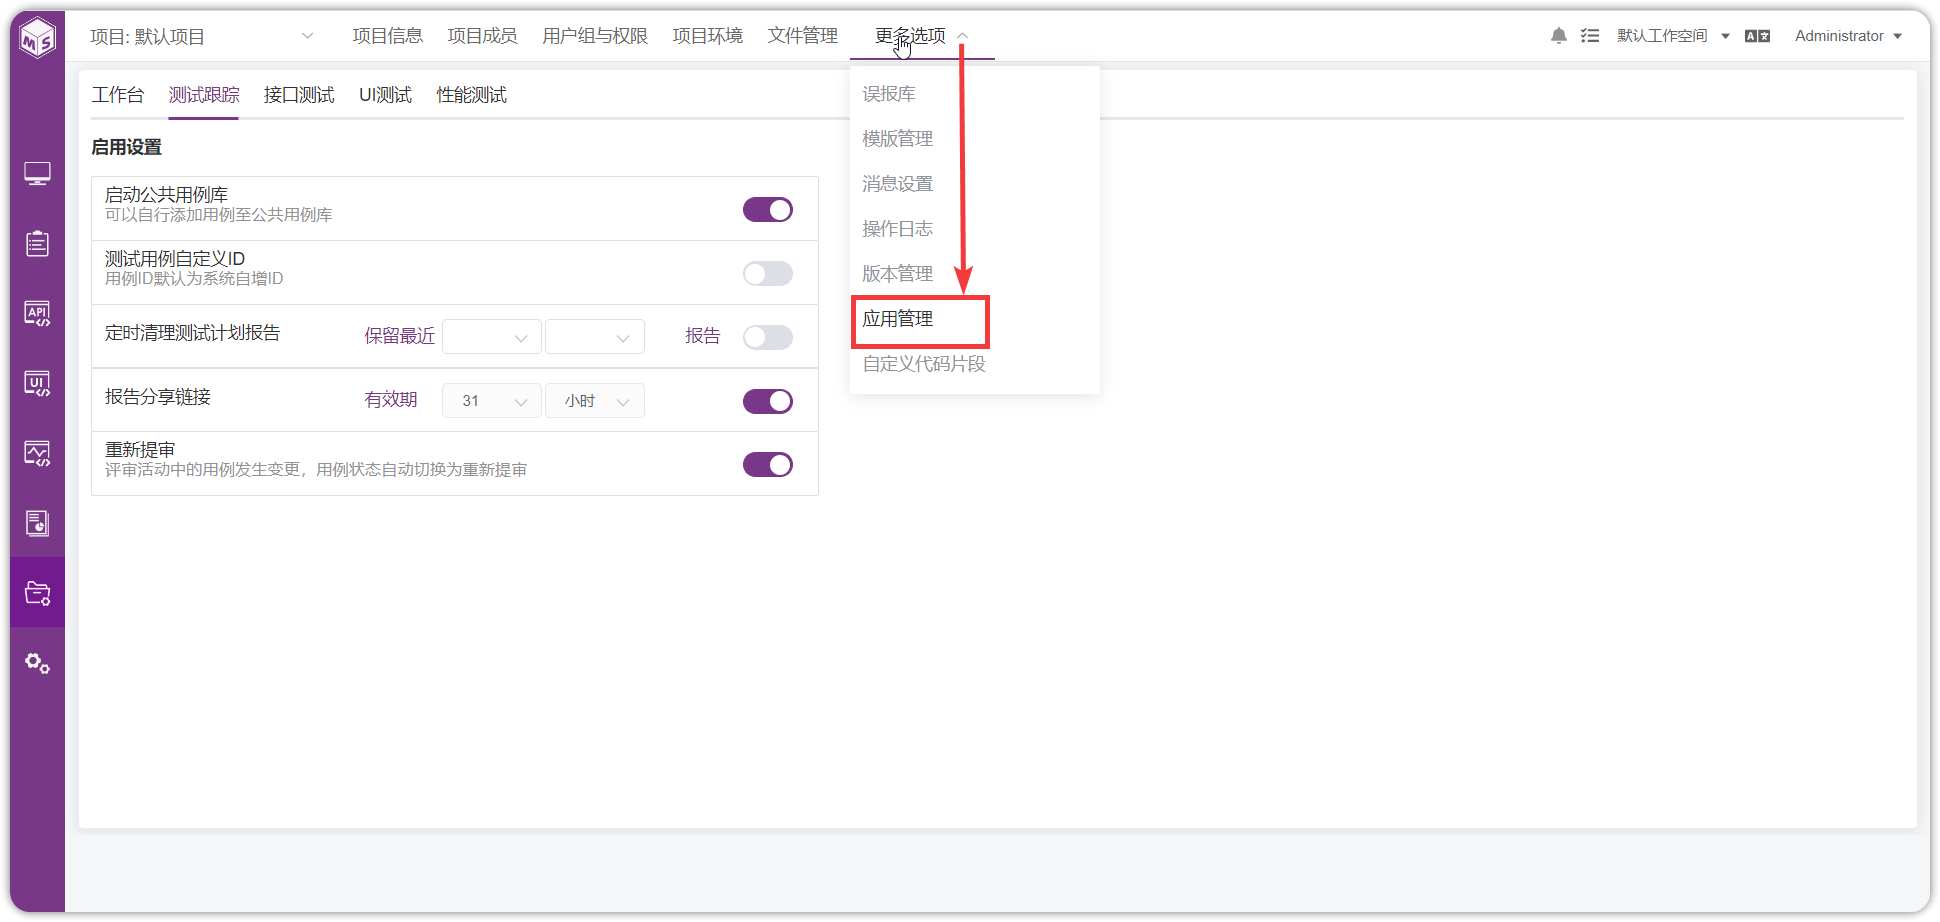 项目: 默认项目
项目信息
项目成员
用户组与权限
项目环境
文件管理
更多选项
默认工作空间
Administrator
MS
API
UI
工作台
测试跟踪
接口测试
UI测试
性能测试
启用设置
启动公共用例库
可以自行添加用例至公共用例库
测试用例自定义ID
用例ID默认为系统自增ID
定时清理测试计划报告
保留最近
报告
报告分享链接
有效期
31
小时
重新提审
评审活动中的用例发生变更，用例状态自动切换为重新提审
误报库
模版管理
消息设置
操作日志
版本管理
应用管理
自定义代码片段